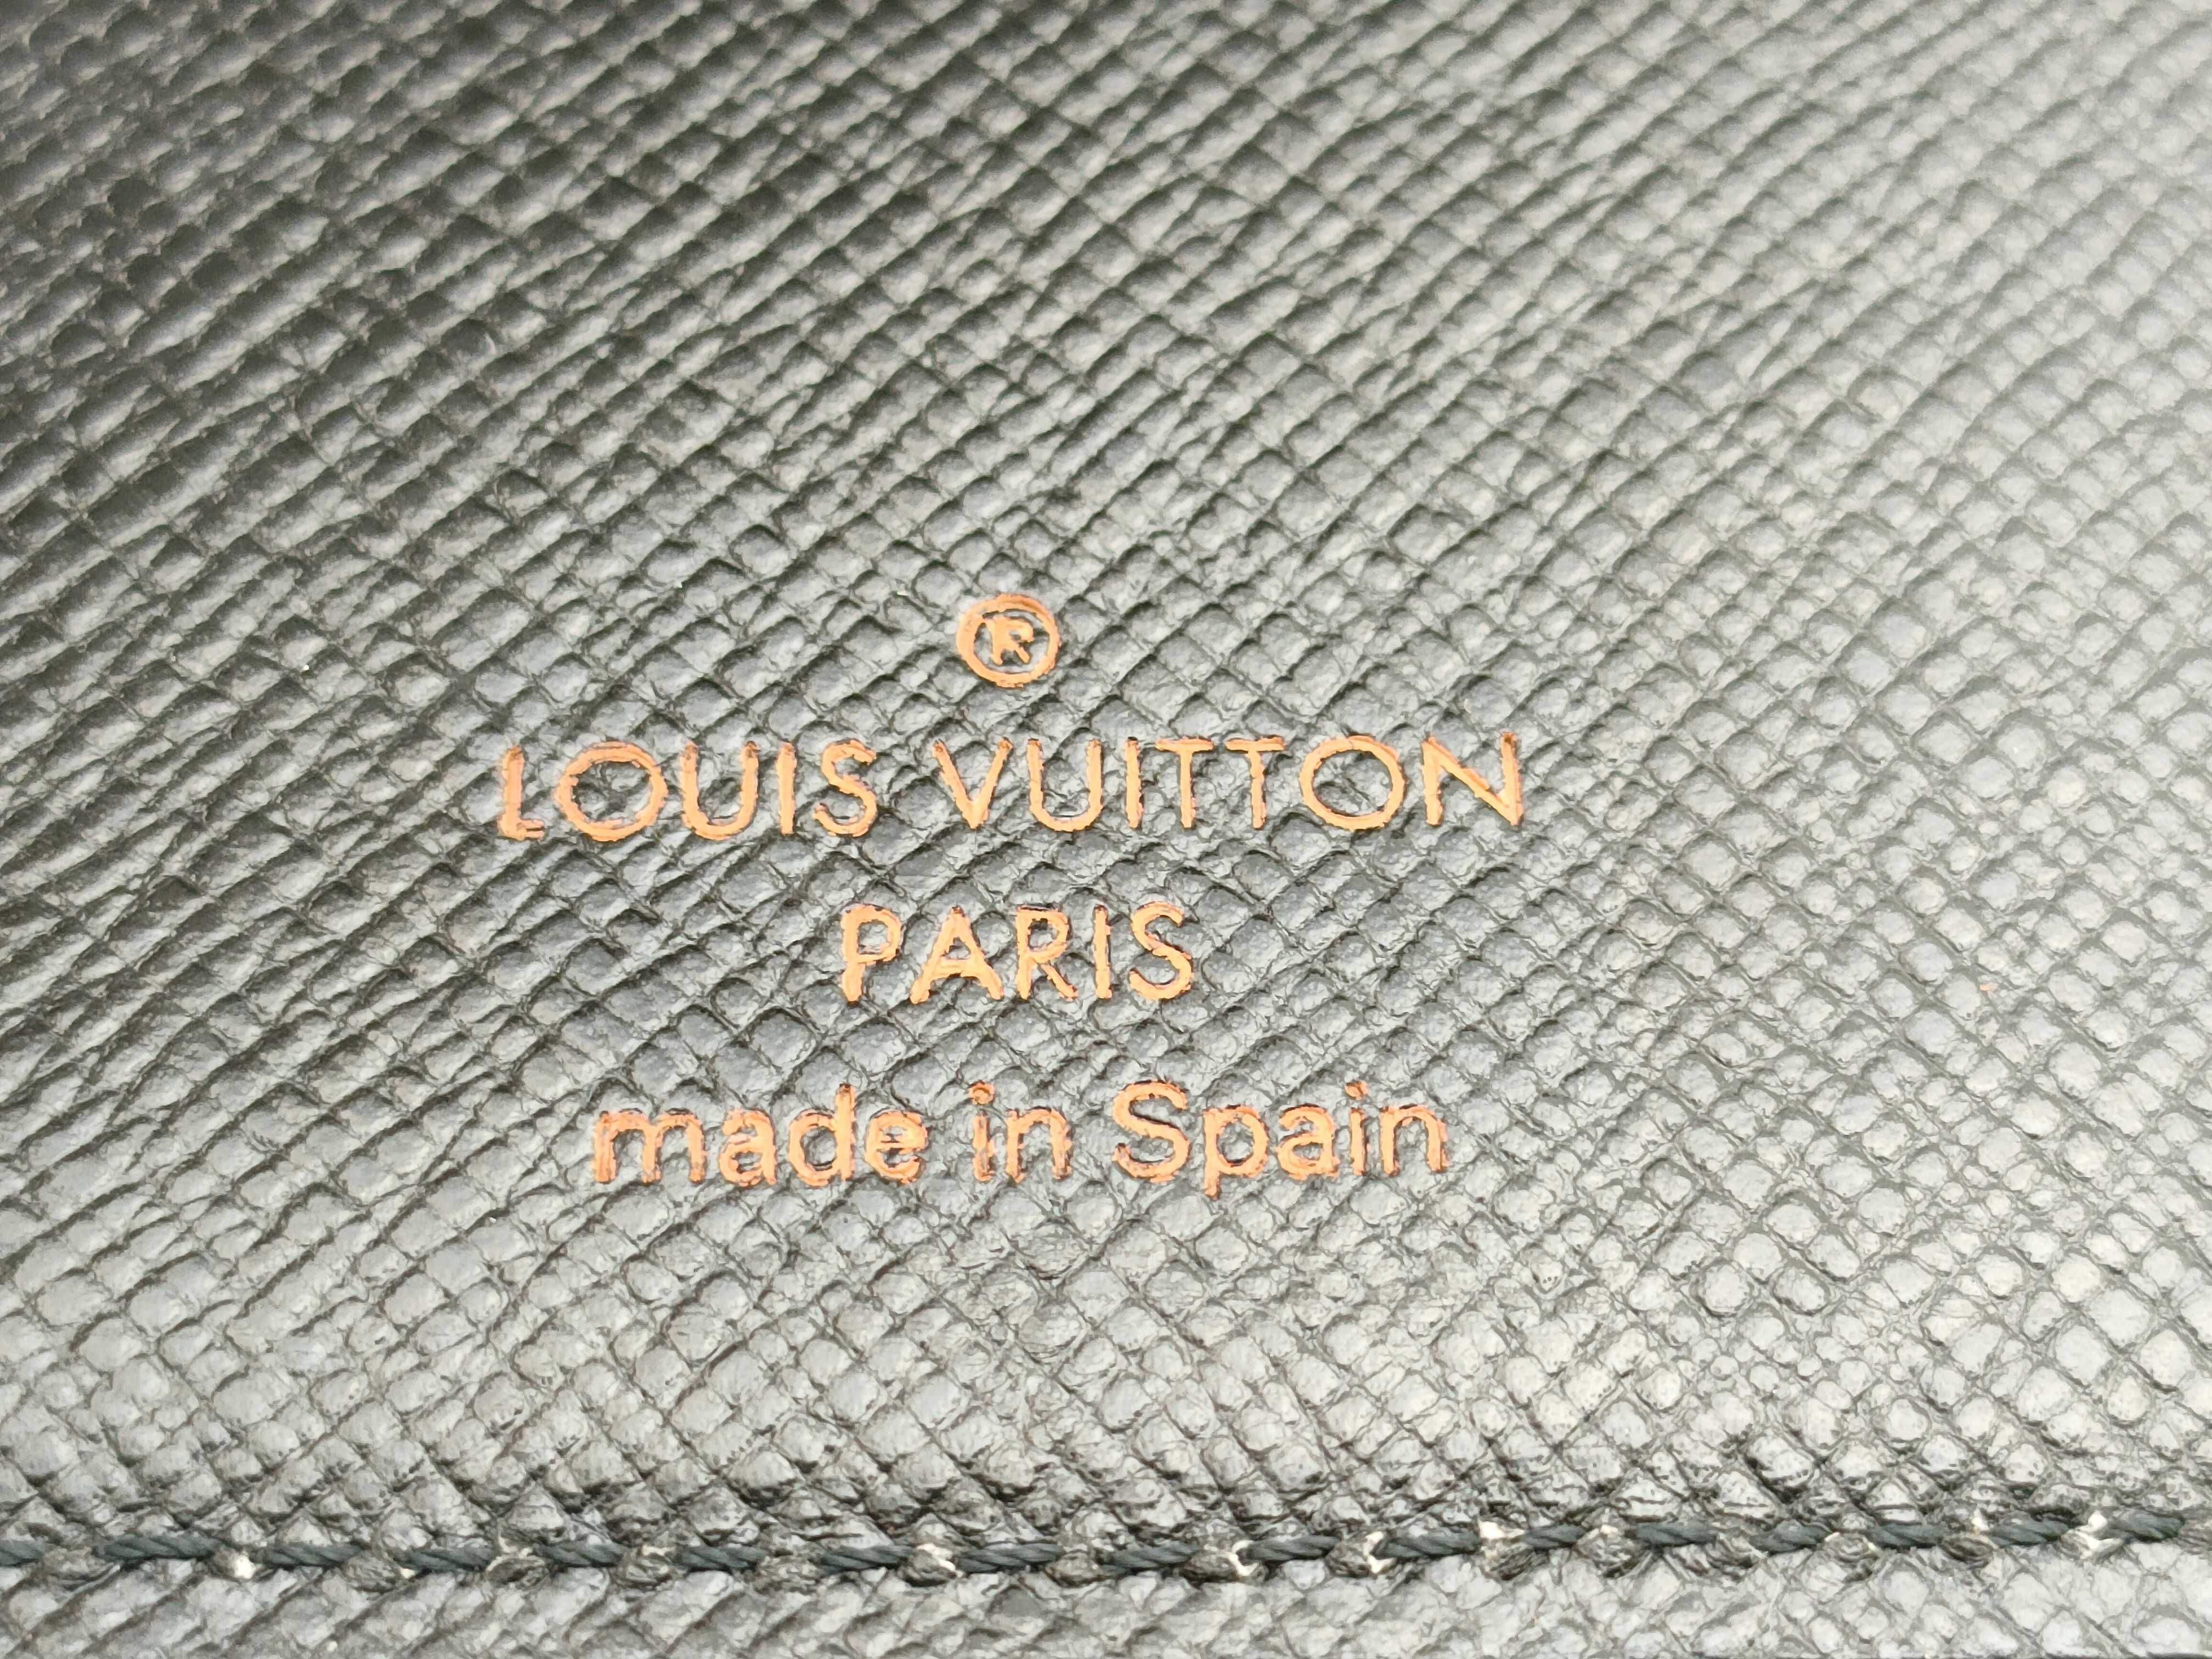 ®
LOUIS VUITTON
PARIS
made in Spain